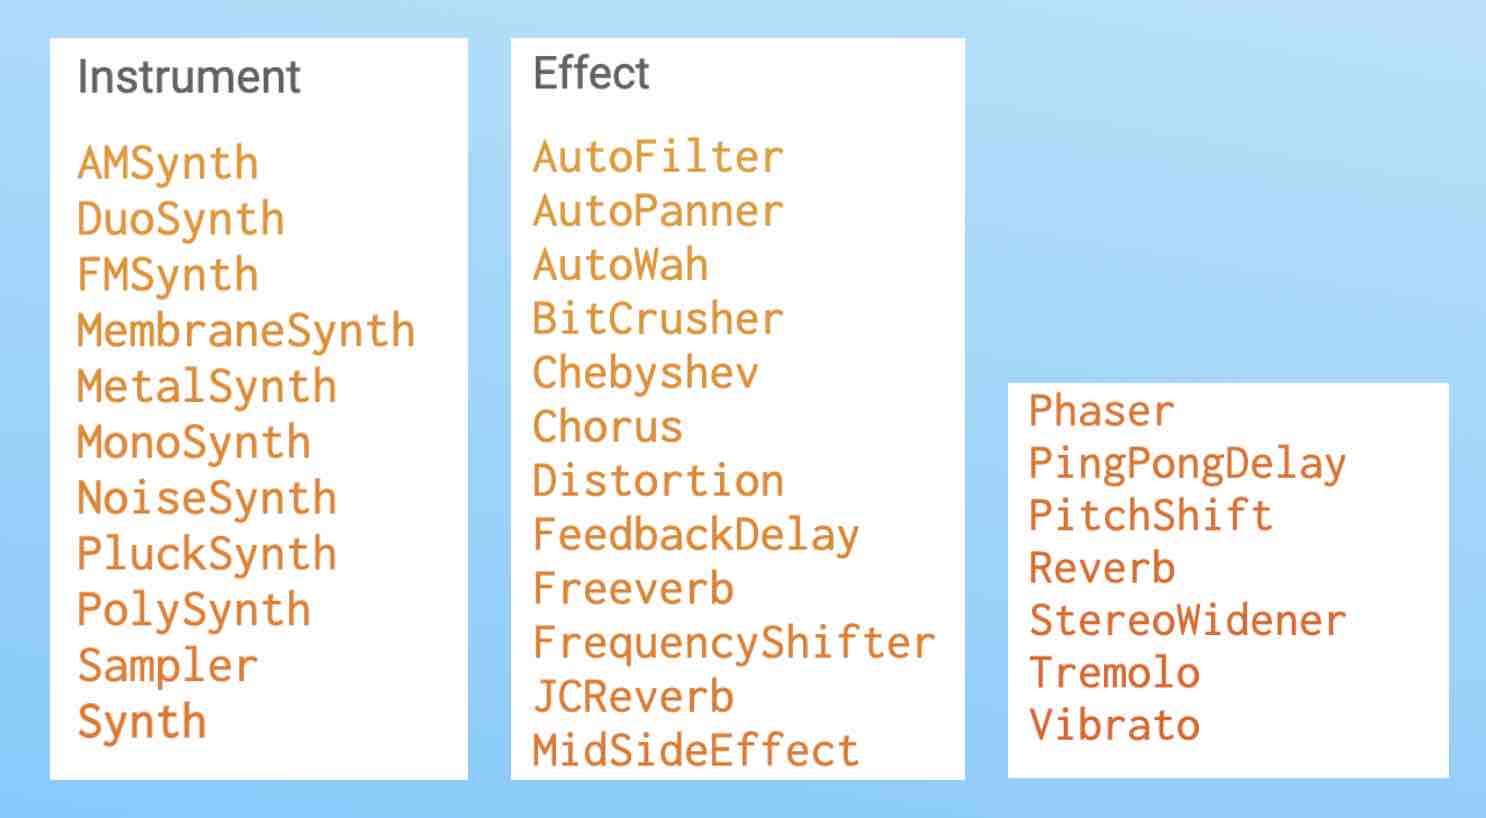 Instrument
AMSynth
DuoSynth
FMSynth
MembraneSynth
MetalSynth
MonoSynth
NoiseSynth
PluckSynth
PolySynth
Sampler
Synth
Effect
AutoFilter
AutoPanner
AutoWah
BitCrusher
Chebyshev
Chorus
Distortion
FeedbackDelay
Freeverb
FrequencyShifter
JCReverb
MidSideEffect
Phaser
PingPongDelay
PitchShift
Reverb
StereoWidener
Tremolo
Vibrato